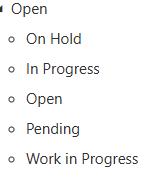 Open
On Hold
In Progress
Open
Pending
Work in Progress